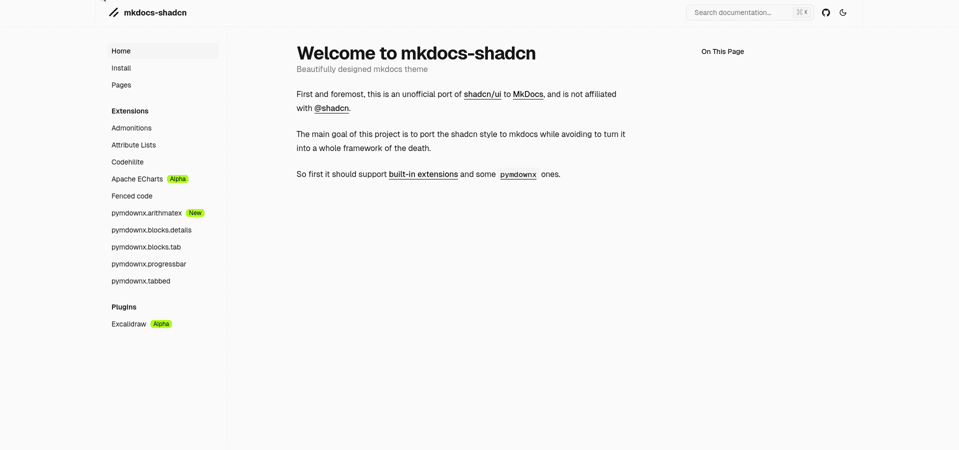 mkdocs-shadcn
Search documentation...
⌘ K
Home
Install
Pages
Extensions
Admonitions
Attribute Lists
Codehilite
Apache ECharts Alpha
Fenced code
pymdownx.arithmatex New
pymdownx.blocks.details
pymdownx.blocks.tab
pymdownx.progressbar
pymdownx.tabbed
Plugins
Excalidraw Alpha
Welcome to mkdocs-shadcn
Beautifully designed mkdocs theme
First and foremost, this is an unofficial port of shadcn/ui to MkDocs, and is not affiliated
with @shadcn.
The main goal of this project is to port the shadcn style to mkdocs while avoiding to turn it
into a whole framework of the death.
So first it should support built-in extensions and some pymdownx ones.
On This Page